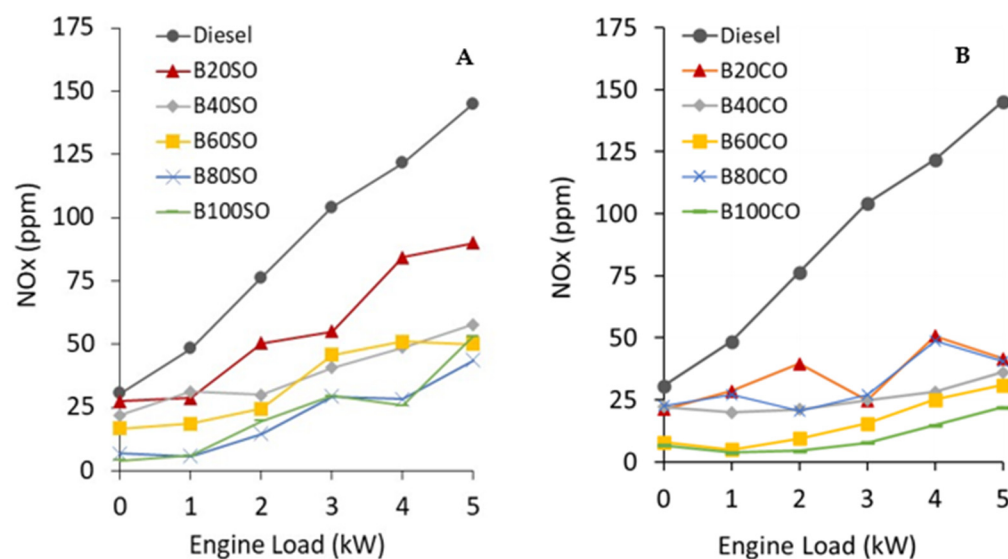 A
NOx (ppm)
175
150
125
100
75
50
25
0
Diesel
B20SO
B40SO
B60SO
B80SO
B100SO
0 1 2 3 4 5
Engine Load (kW)
B
NOx (ppm)
175
150
125
100
75
50
25
0
Diesel
B20CO
B40CO
B60CO
B80CO
B100CO
0 1 2 3 4 5
Engine Load (kW)